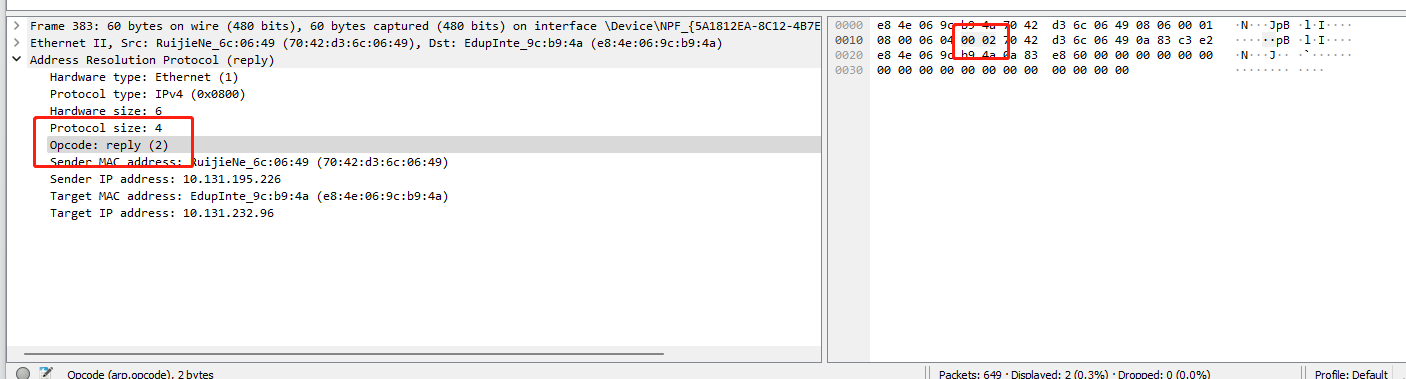 Frame 383: 60 bytes on wire (480 bits), 60 bytes captured (480 bits) on interface \Device\NPF_{5A1812EA-8C12-4B7E
Ethernet II, Src: RuijieNe_6c:06:49 (70:42:d3:6c:06:49), Dst: EdupInte_9c:b9:4a (e8:4e:06:9c:b9:4a)
Address Resolution Protocol (reply)
Hardware type: Ethernet (1)
Protocol type: IPv4 (0x0800)
Hardware size: 6
Protocol size: 4
Opcode: reply (2)
Sender MAC address: RuijieNe_6c:06:49 (70:42:d3:6c:06:49)
Sender IP address: 10.131.195.226
Target MAC address: EdupInte_9c:b9:4a (e8:4e:06:9c:b9:4a)
Target IP address: 10.131.232.96
0000 e8 4e 06 9c b9 4a 70 42 d3 6c 06 49 08 06 00 01 ·N···JpB ·l·I····
0010 08 00 06 04 00 02 70 42 d3 6c 06 49 0a 83 c3 e2 ······pB ·l·I····
0020 e8 4e 06 9c b9 4a 0a 83 e8 60 00 00 00 00 00 00 ·N···J·· ·`······
0030 00 00 00 00 00 00 00 00 00 00 00 00 ········ ····
Opcode (arp.opcode), 2 bytes
Packets: 649 · Displayed: 2 (0.3%) · Dropped: 0 (0.0%)
Profile: Default